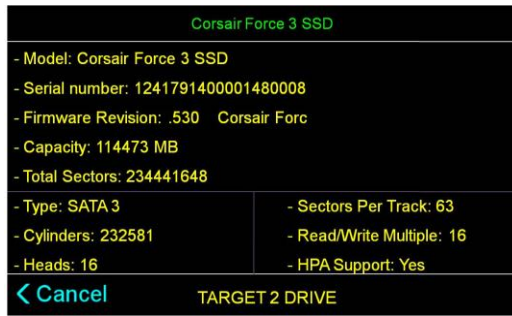 Corsair Force 3 SSD
- Model: Corsair Force 3 SSD
- Serial number: 1241791400001480008
- Firmware Revision: .530 Corsair Forc
- Capacity: 114473 MB
- Total Sectors: 234441648
- Type: SATA 3
- Sectors Per Track: 63
- Cylinders: 232581
- Read/Write Multiple: 16
- Heads: 16
- HPA Support: Yes
Cancel
TARGET 2 DRIVE